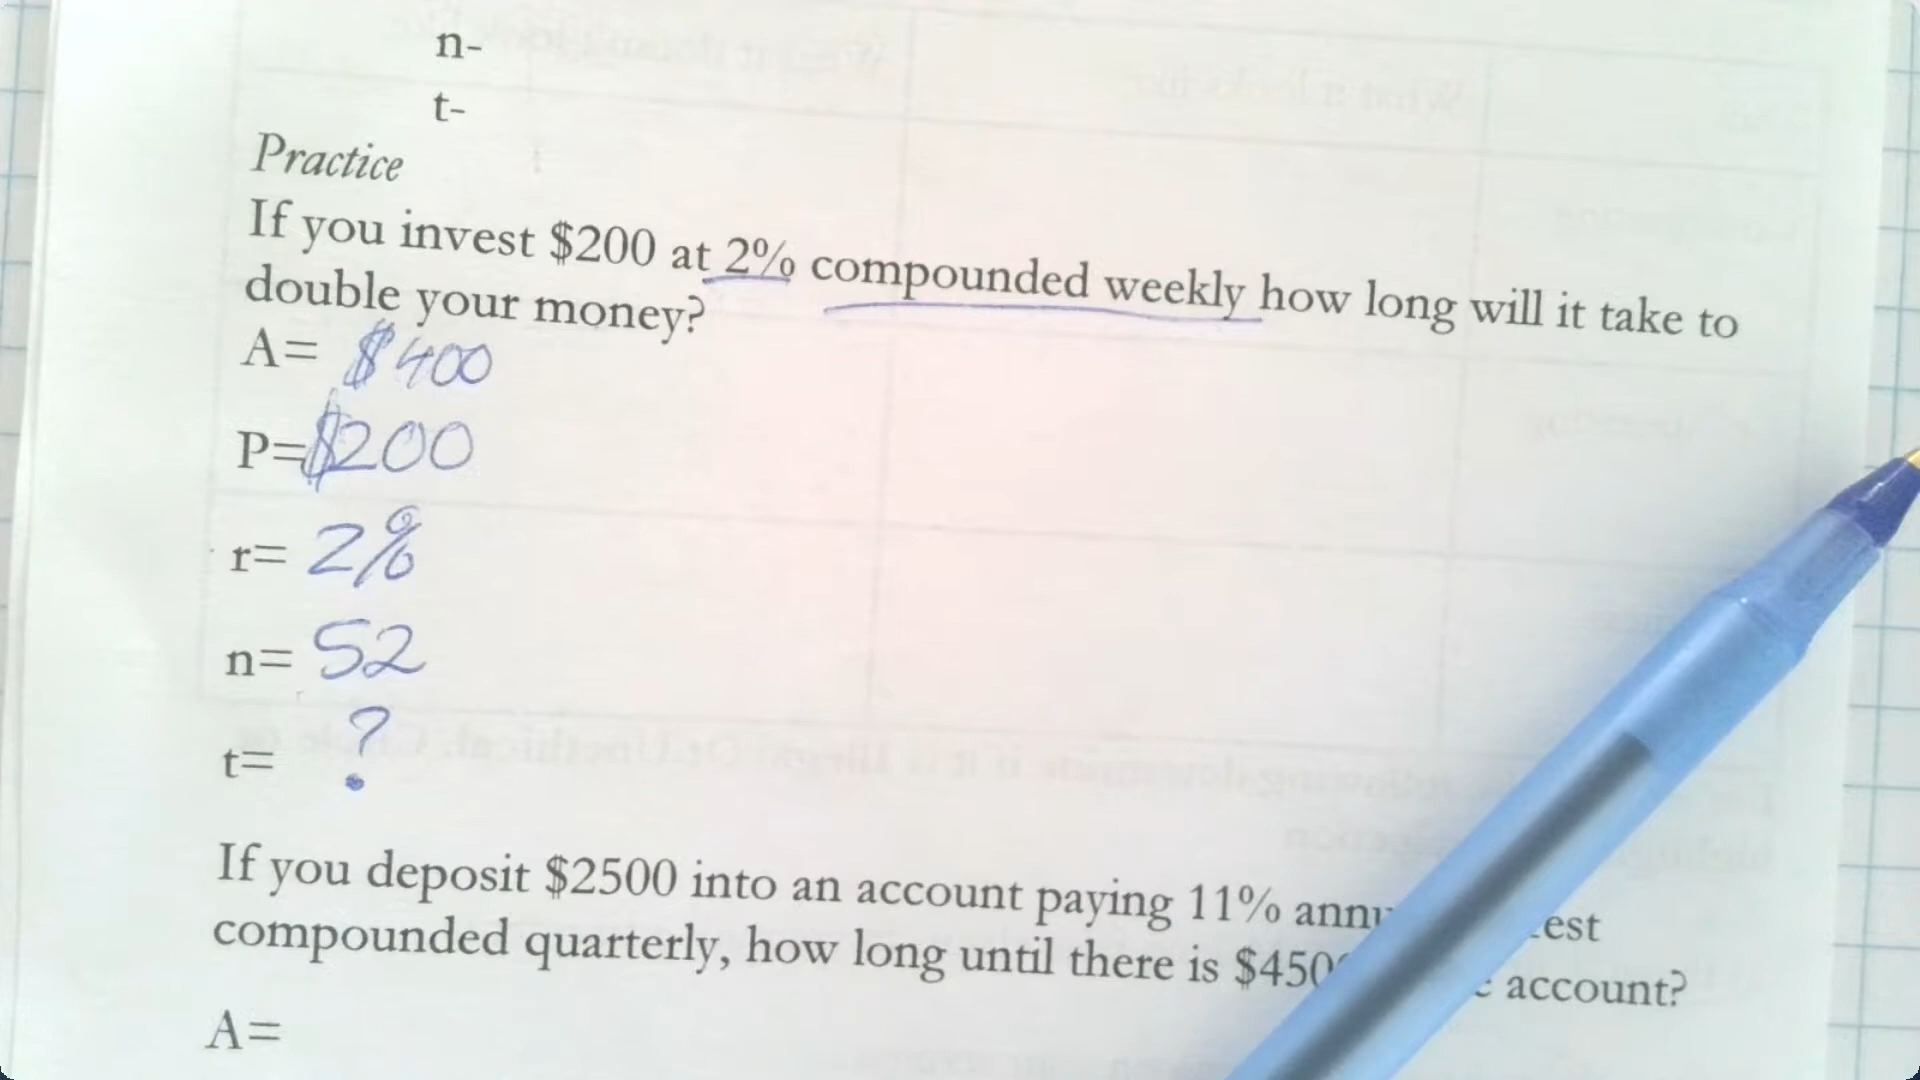 n-
t-
Practice
If you invest $200 at 2% compounded weekly how long will it take to
double your money?
A= $400
P=$200
r= 2%
n= 52
t= ?
If you deposit $2500 into an account paying 11%
compounded quarterly, how long until there is account?
A=